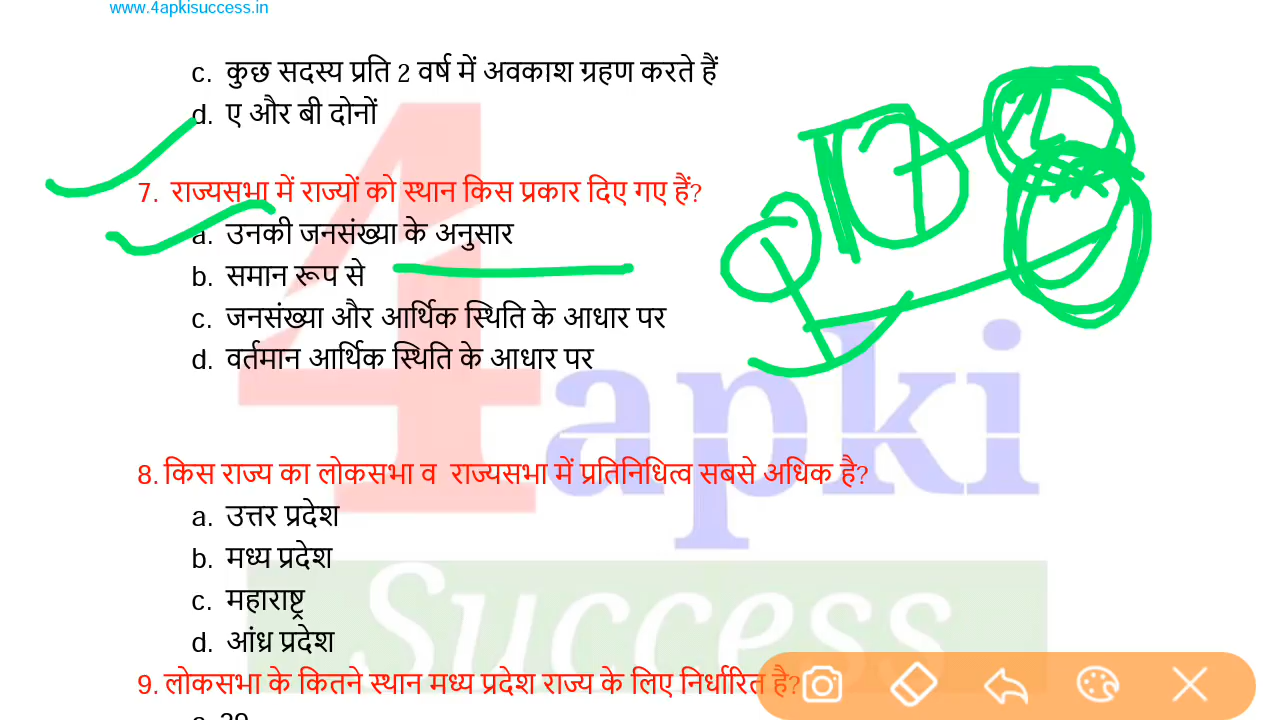 www.4apkisuccess.in
c. कुछ सदस्य प्रति 2 वर्ष में अवकाश ग्रहण करते हैं
d. ए और बी दोनों
7. राज्यसभा में राज्यों को स्थान किस प्रकार दिए गए हैं?
a. उनकी जनसंख्या के अनुसार
b. समान रूप से
c. जनसंख्या और आर्थिक स्थिति के आधार पर
d. वर्तमान आर्थिक स्थिति के आधार पर
4apki
8. किस राज्य का लोकसभा व राज्यसभा में प्रतिनिधित्व सबसे अधिक है?
a. उत्तर प्रदेश
b. मध्य प्रदेश
c. महाराष्ट्र
d. आंध्र प्रदेश
Success
9. लोकसभा के कितने स्थान मध्य प्रदेश राज्य के लिए निर्धारित है?